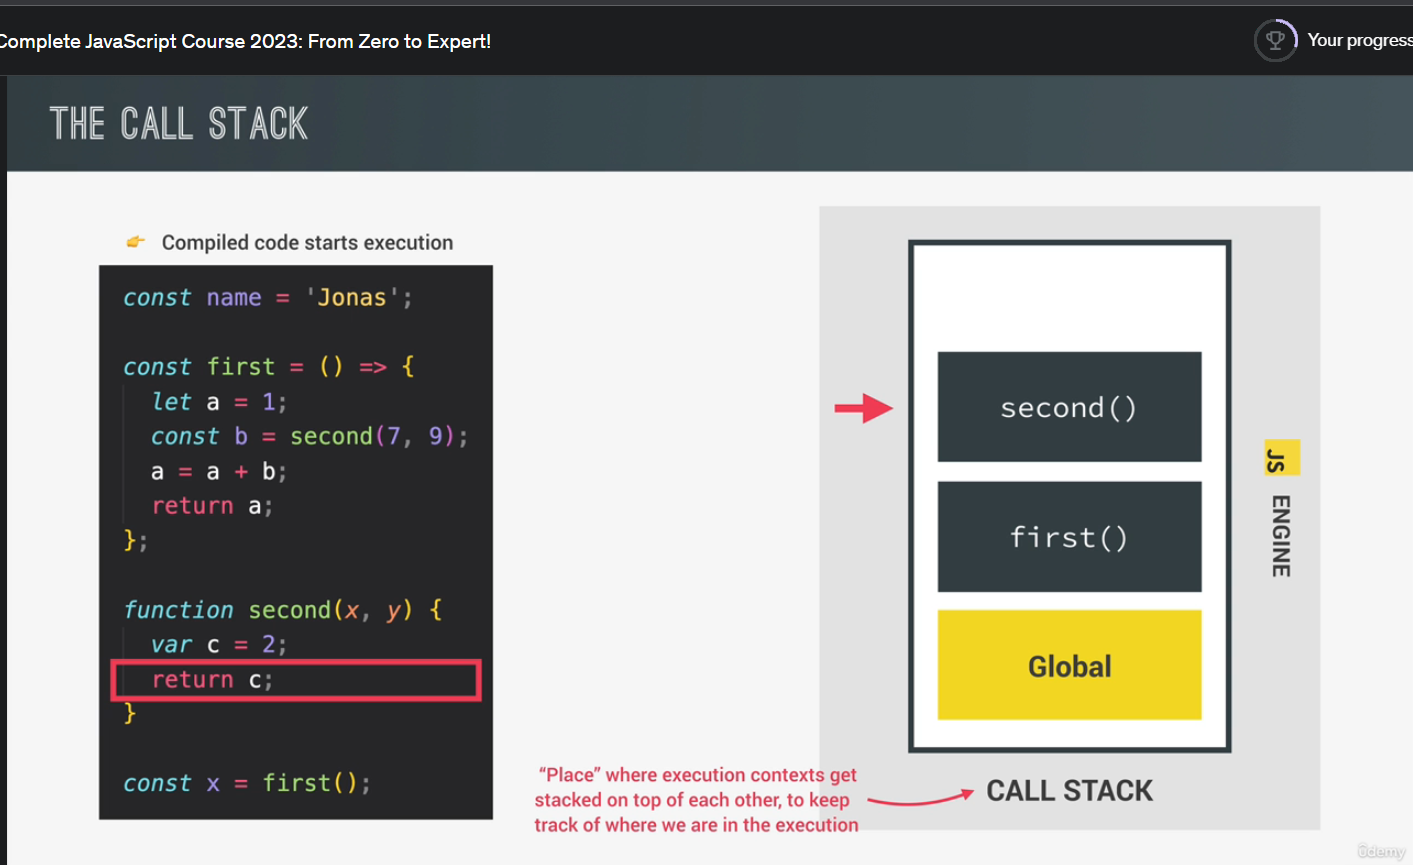 Complete JavaScript Course 2023: From Zero to Expert!
Your progress
THE CALL STACK
👉 Compiled code starts execution
const name = 'Jonas';
const first = () => {
let a = 1;
const b = second(7, 9);
a = a + b;
return a;
};
function second(x, y) {
var c = 2;
return c;
}
const x = first();
second()
first()
Global
CALL STACK
JS ENGINE
“Place” where execution contexts get
stacked on top of each other, to keep
track of where we are in the execution
ûdemy